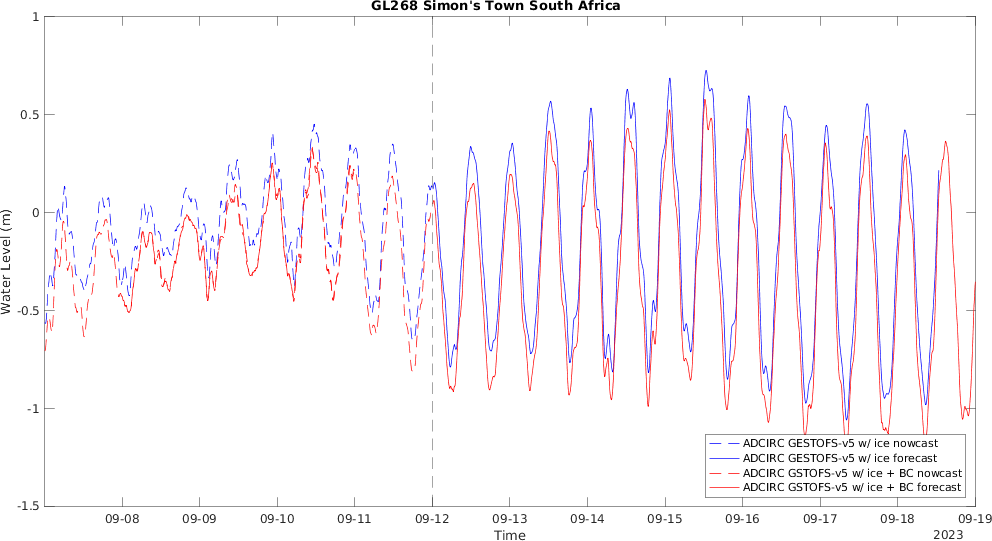 GL268 Simon's Town South Africa
Water Level (m)
1
0.5
0
-0.5
-1
-1.5
ADCIRC GESTOFS-v5 w/ ice nowcast
ADCIRC GESTOFS-v5 w/ ice forecast
ADCIRC GSTOFS-v5 w/ ice + BC nowcast
ADCIRC GSTOFS-v5 w/ ice + BC forecast
09-08 09-09 09-10 09-11 09-12 09-13 09-14 09-15 09-16 09-17 09-18 09-19
Time
2023